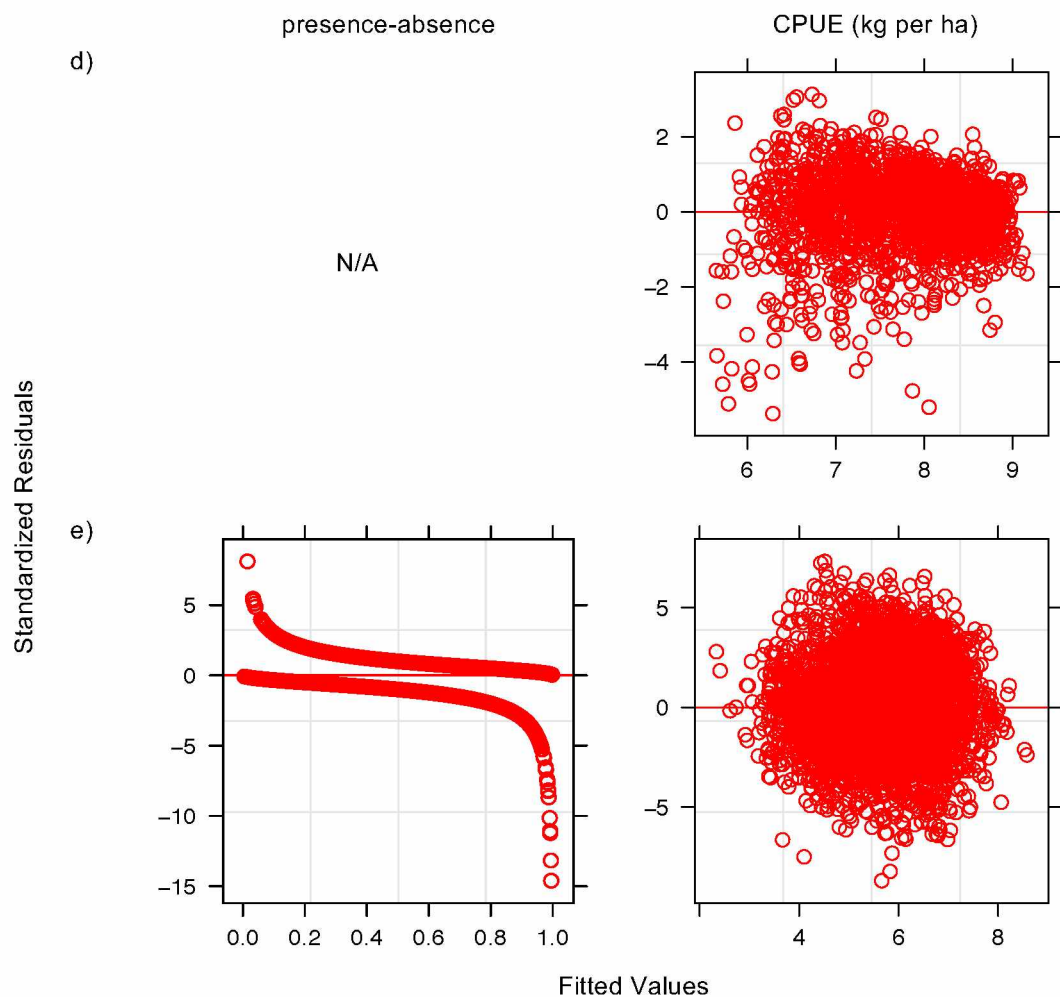 presence-absence
CPUE (kg per ha)
d)
N/A
2
0
−2
−4
6 7 8 9
Standardized Residuals
e)
5
0
−5
−10
−15
0.0 0.2 0.4 0.6 0.8 1.0
5
0
−5
4 6 8
Fitted Values